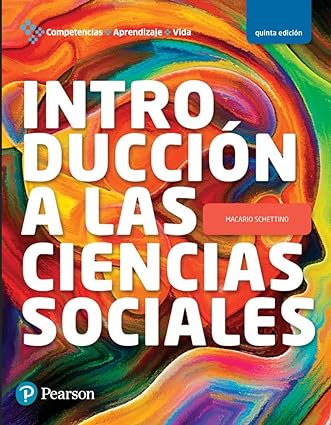 Competencias + Aprendizaje + Vida
quinta edición
INTRO
DUCCIÓN
A LAS
MACARIO SCHETTINO
CIENCIAS
SOCIALES
Pearson